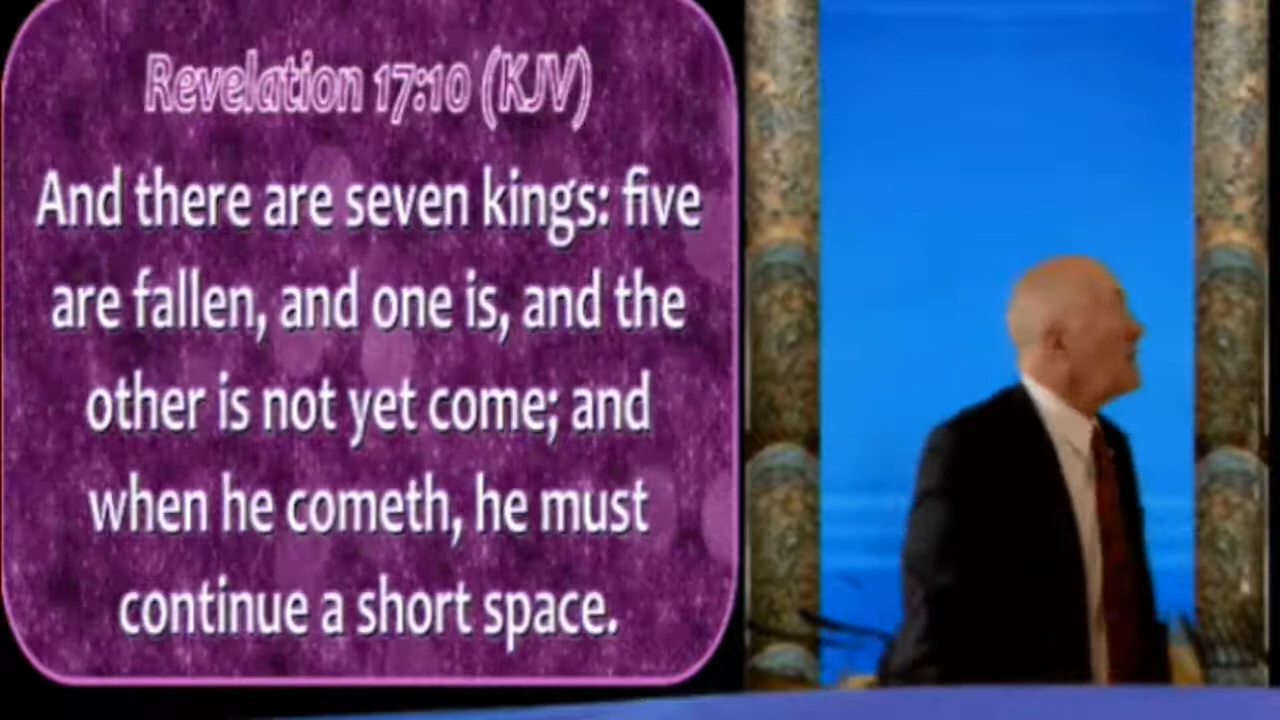 Revelation 17:10 (KJV)
And there are seven kings: five
are fallen, and one is, and the
other is not yet come; and
when he cometh, he must
continue a short space.